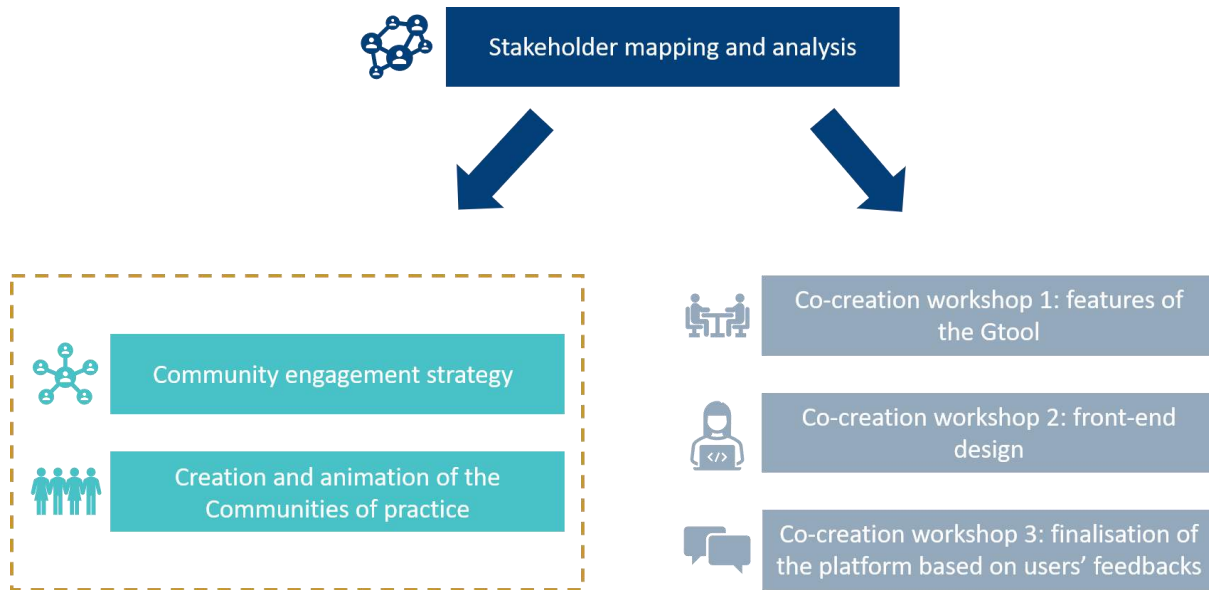 Stakeholder mapping and analysis
Community engagement strategy
Creation and animation of the
Communities of practice
Co-creation workshop 1: features of
the Gtool
Co-creation workshop 2: front-end
design
</>
Co-creation workshop 3: finalisation of
the platform based on users’ feedbacks